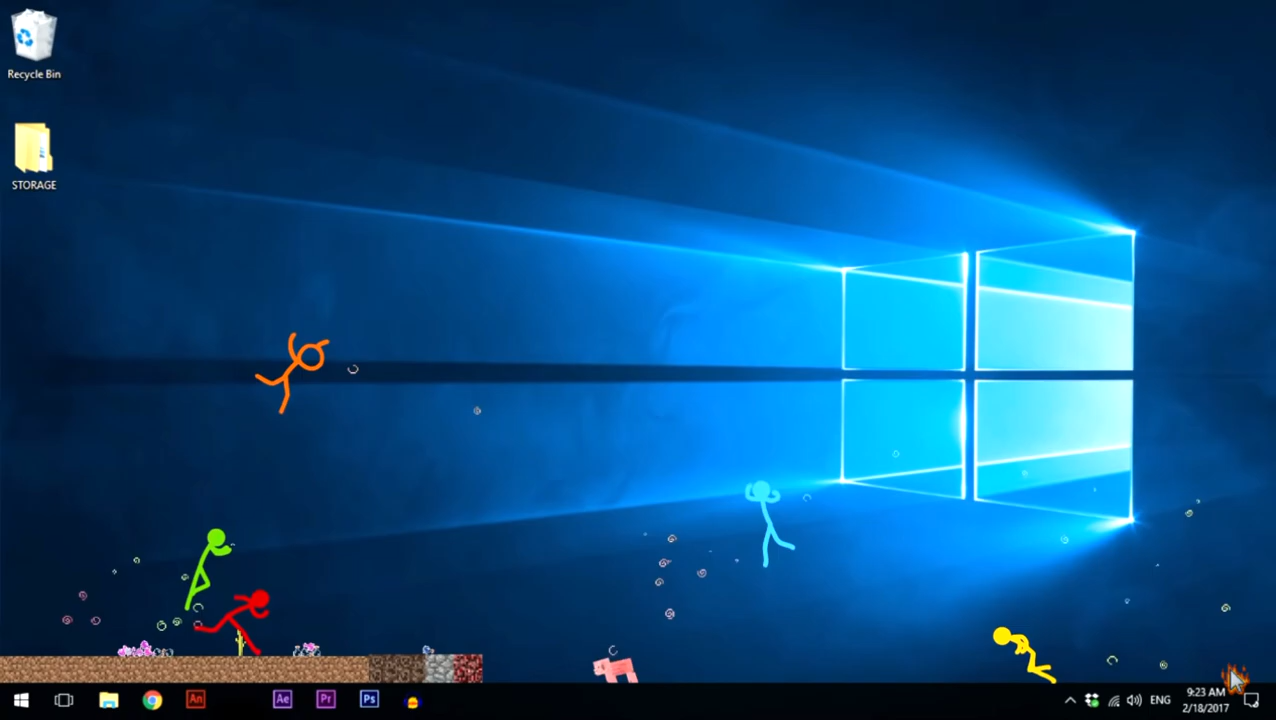 Recycle Bin
STORAGE
An
Ae
Pr
Ps
ENG
9:23 AM
2/18/2017